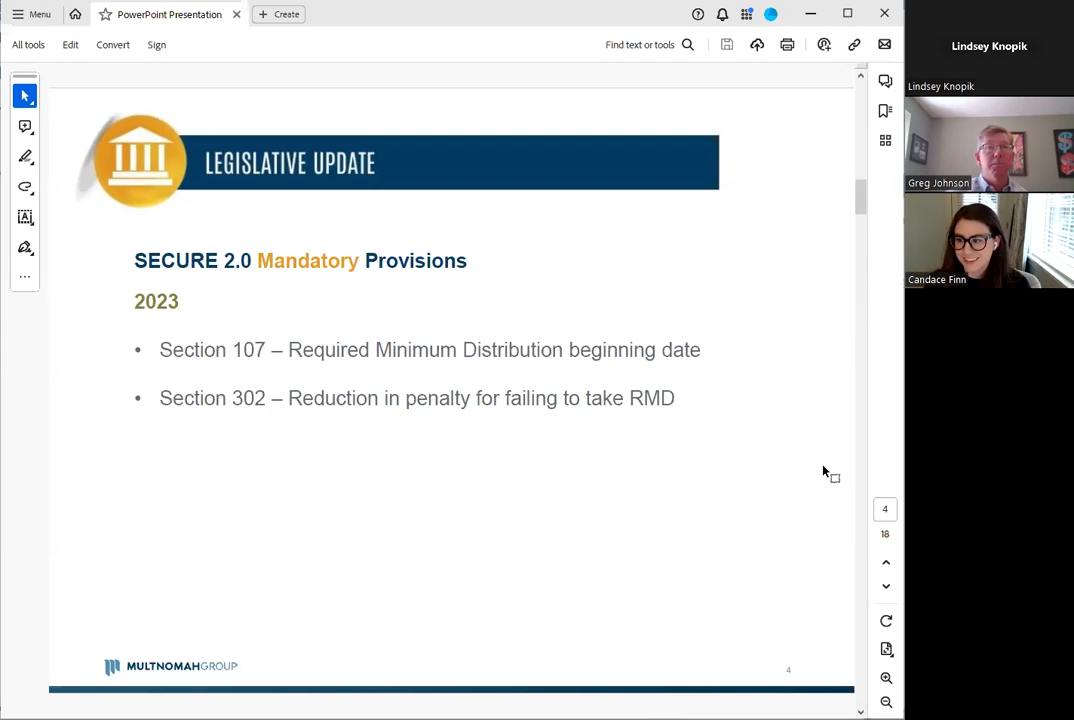 Menu
PowerPoint Presentation
Create
All tools
Edit
Convert
Sign
Find text or tools
LEGISLATIVE UPDATE
SECURE 2.0 Mandatory Provisions
2023
• Section 107 – Required Minimum Distribution beginning date
• Section 302 – Reduction in penalty for failing to take RMD
MULTNOMAHGROUP
4
4
18
Lindsey Knopik
Lindsey Knopik
Greg Johnson
Candace Finn